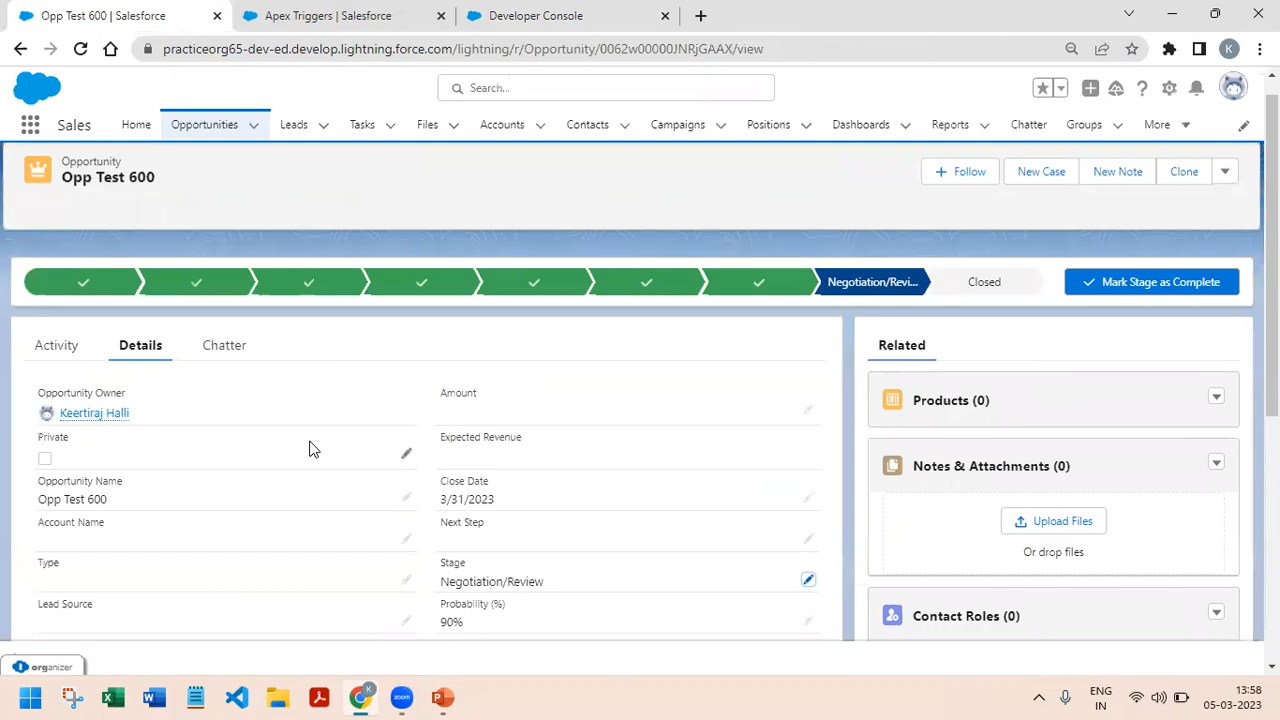 Opp Test 600 | Salesforce
Apex Triggers | Salesforce
Developer Console
practiceorg65-dev-ed.develop.lightning.force.com/lightning/r/Opportunity/0062w00000JNRjGAAX/view
K
Search...
Sales
Home
Opportunities
Leads
Tasks
Files
Accounts
Contacts
Campaigns
Positions
Dashboards
Reports
Chatter
Groups
More
Opportunity
Opp Test 600
Follow
New Case
New Note
Clone
Negotiation/Revi...
Closed
Mark Stage as Complete
Activity
Details
Chatter
Related
Opportunity Owner
Keertiraj Halli
Amount
Private
Expected Revenue
Opportunity Name
Opp Test 600
Close Date
3/31/2023
Account Name
Next Step
Type
Stage
Negotiation/Review
Lead Source
Probability (%)
90%
Products (0)
Notes & Attachments (0)
Upload Files
Or drop files
Contact Roles (0)
organizer
K
zoom
ENG
IN
13:58
05-03-2023